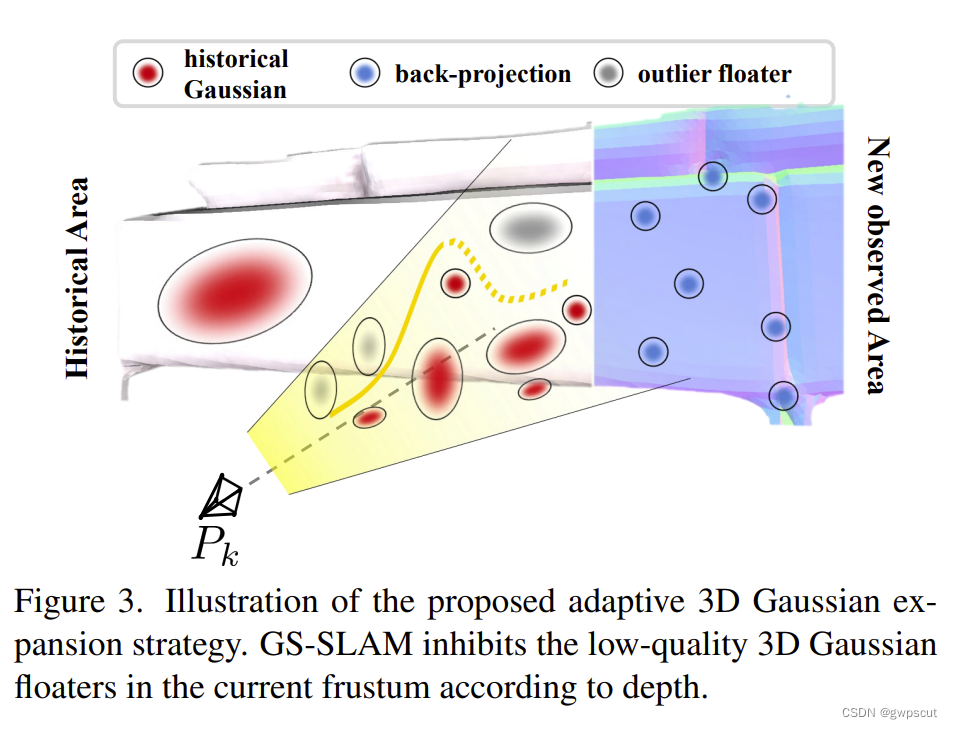 historical
Gaussian
back-projection
outlier floater
Historical Area
New observed Area
P_k
Figure 3. Illustration of the proposed adaptive 3D Gaussian ex-
pansion strategy. GS-SLAM inhibits the low-quality 3D Gaussian
floaters in the current frustum according to depth.
CSDN @gwpscut